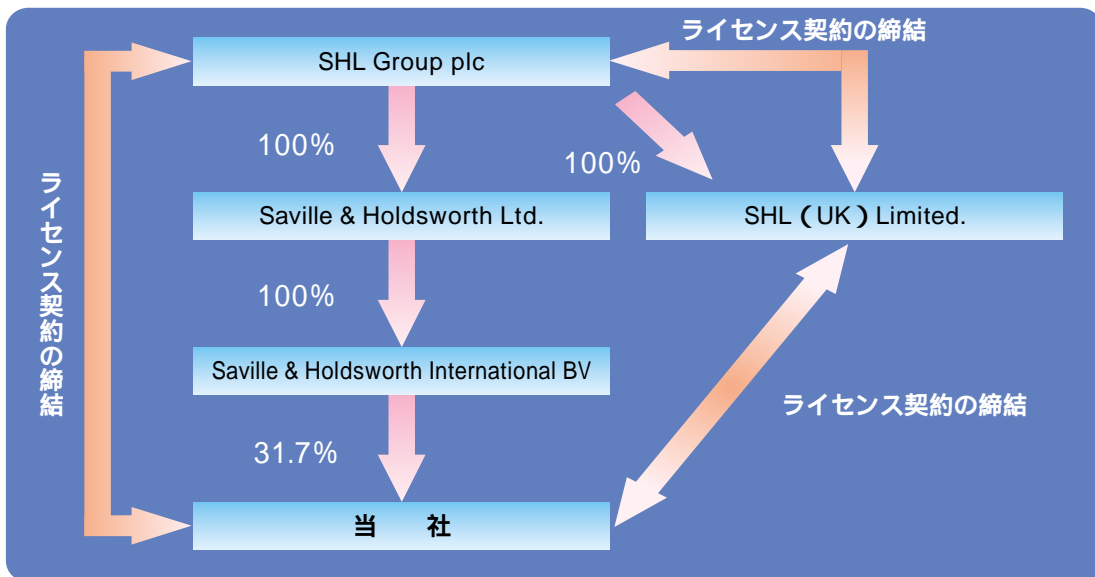 ライセンス契約の締結
SHL Group plc
100%
100%
ライセンス契約の締結
Saville & Holdsworth Ltd.
SHL（UK）Limited.
100%
Saville & Holdsworth International BV
ライセンス契約の締結
31.7%
当　社